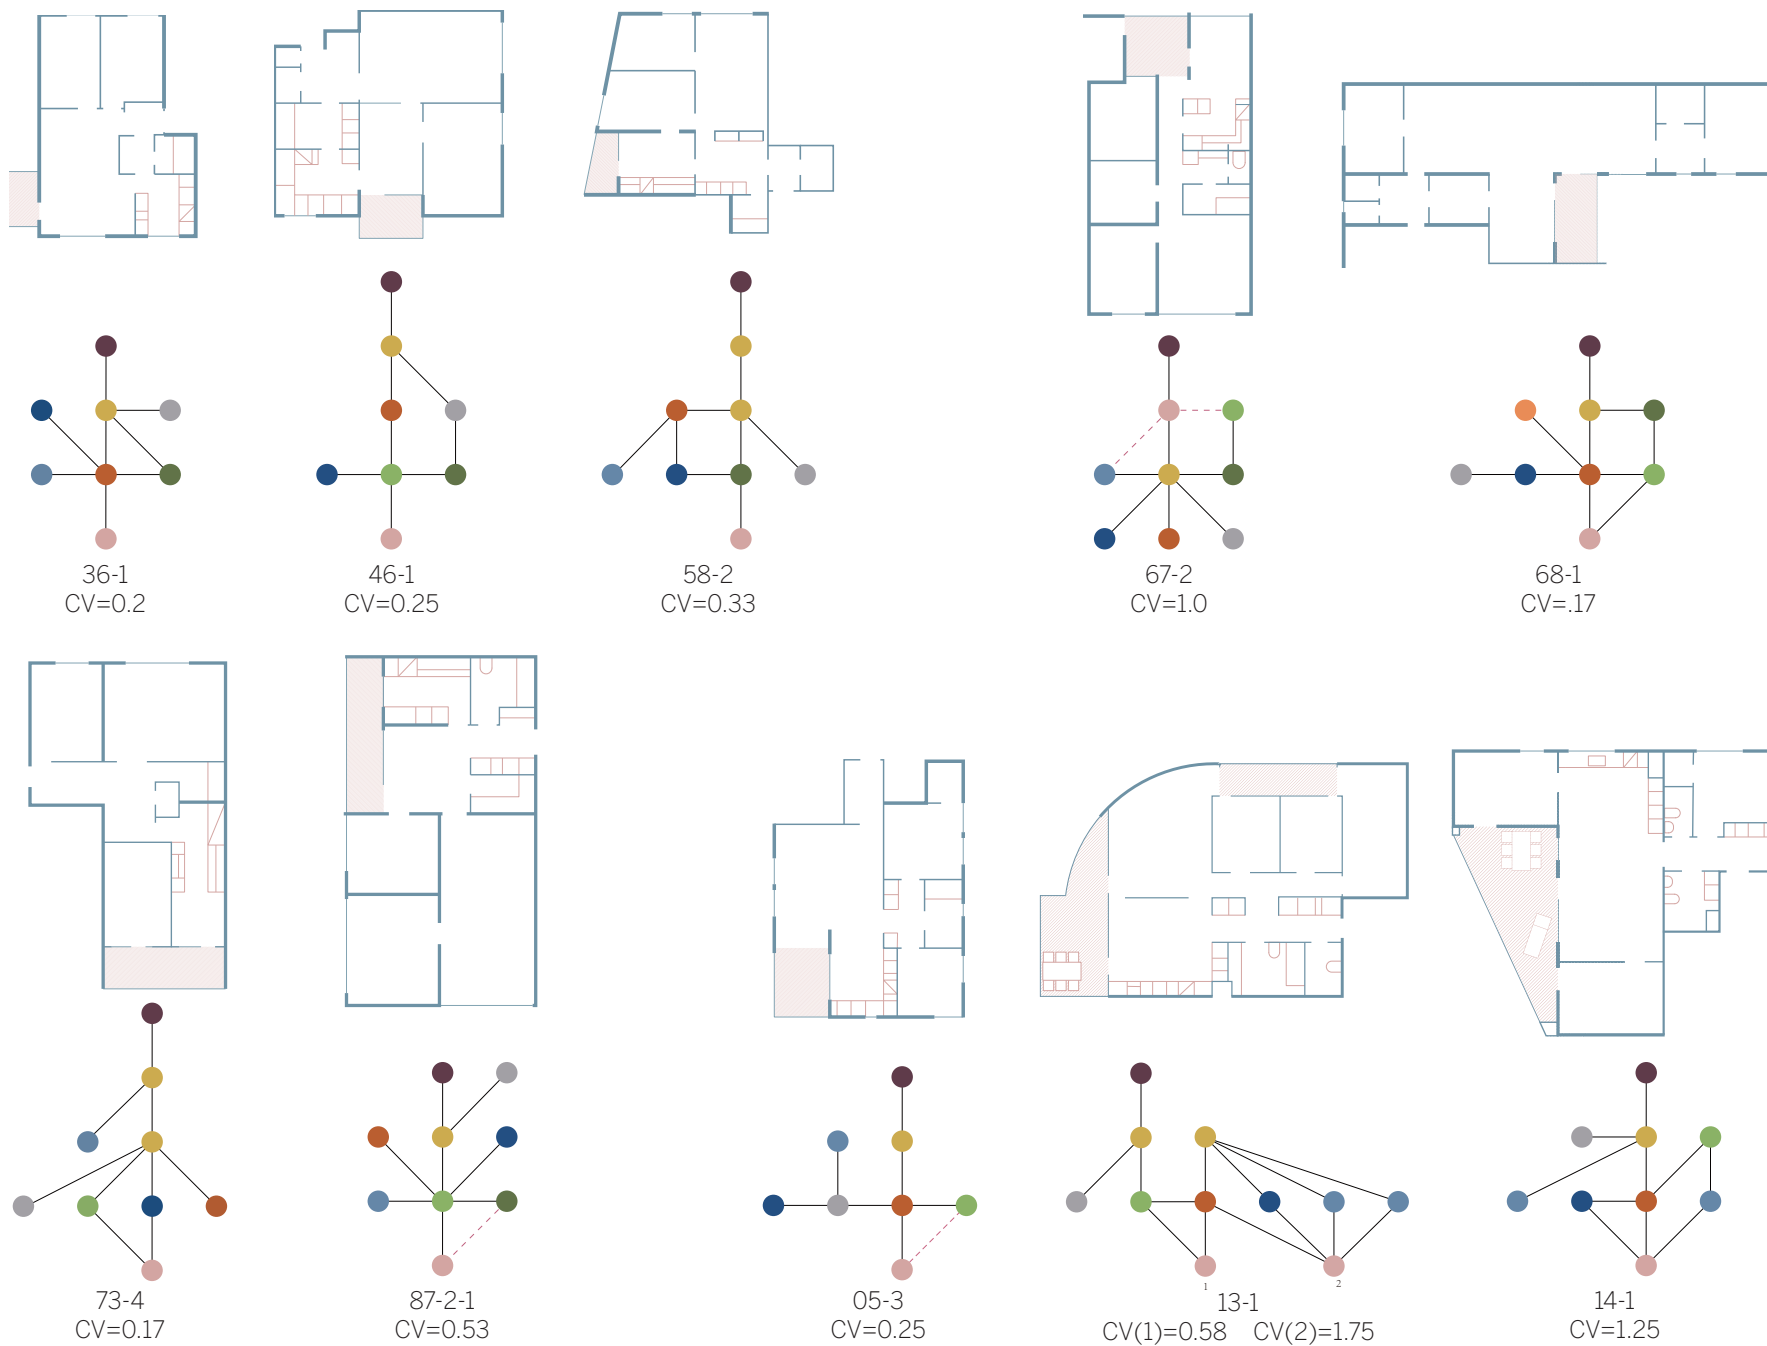 36-1
CV=0.2
46-1
CV=0.25
58-2
CV=0.33
67-2
CV=1.0
68-1
CV=.17
73-4
CV=0.17
87-2-1
CV=0.53
05-3
CV=0.25
1
2
13-1
CV(1)=0.58 CV(2)=1.75
14-1
CV=1.25